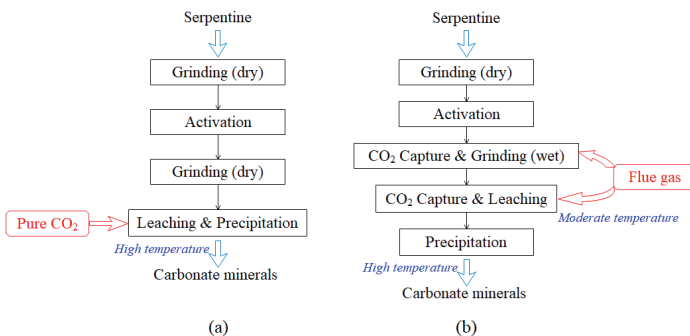 Serpentine
Grinding (dry)
Activation
Grinding (dry)
Pure CO₂
Leaching & Precipitation
High temperature
Carbonate minerals
(a)
Serpentine
Grinding (dry)
Activation
CO₂ Capture & Grinding (wet)
Flue gas
CO₂ Capture & Leaching
Moderate temperature
Precipitation
High temperature
Carbonate minerals
(b)